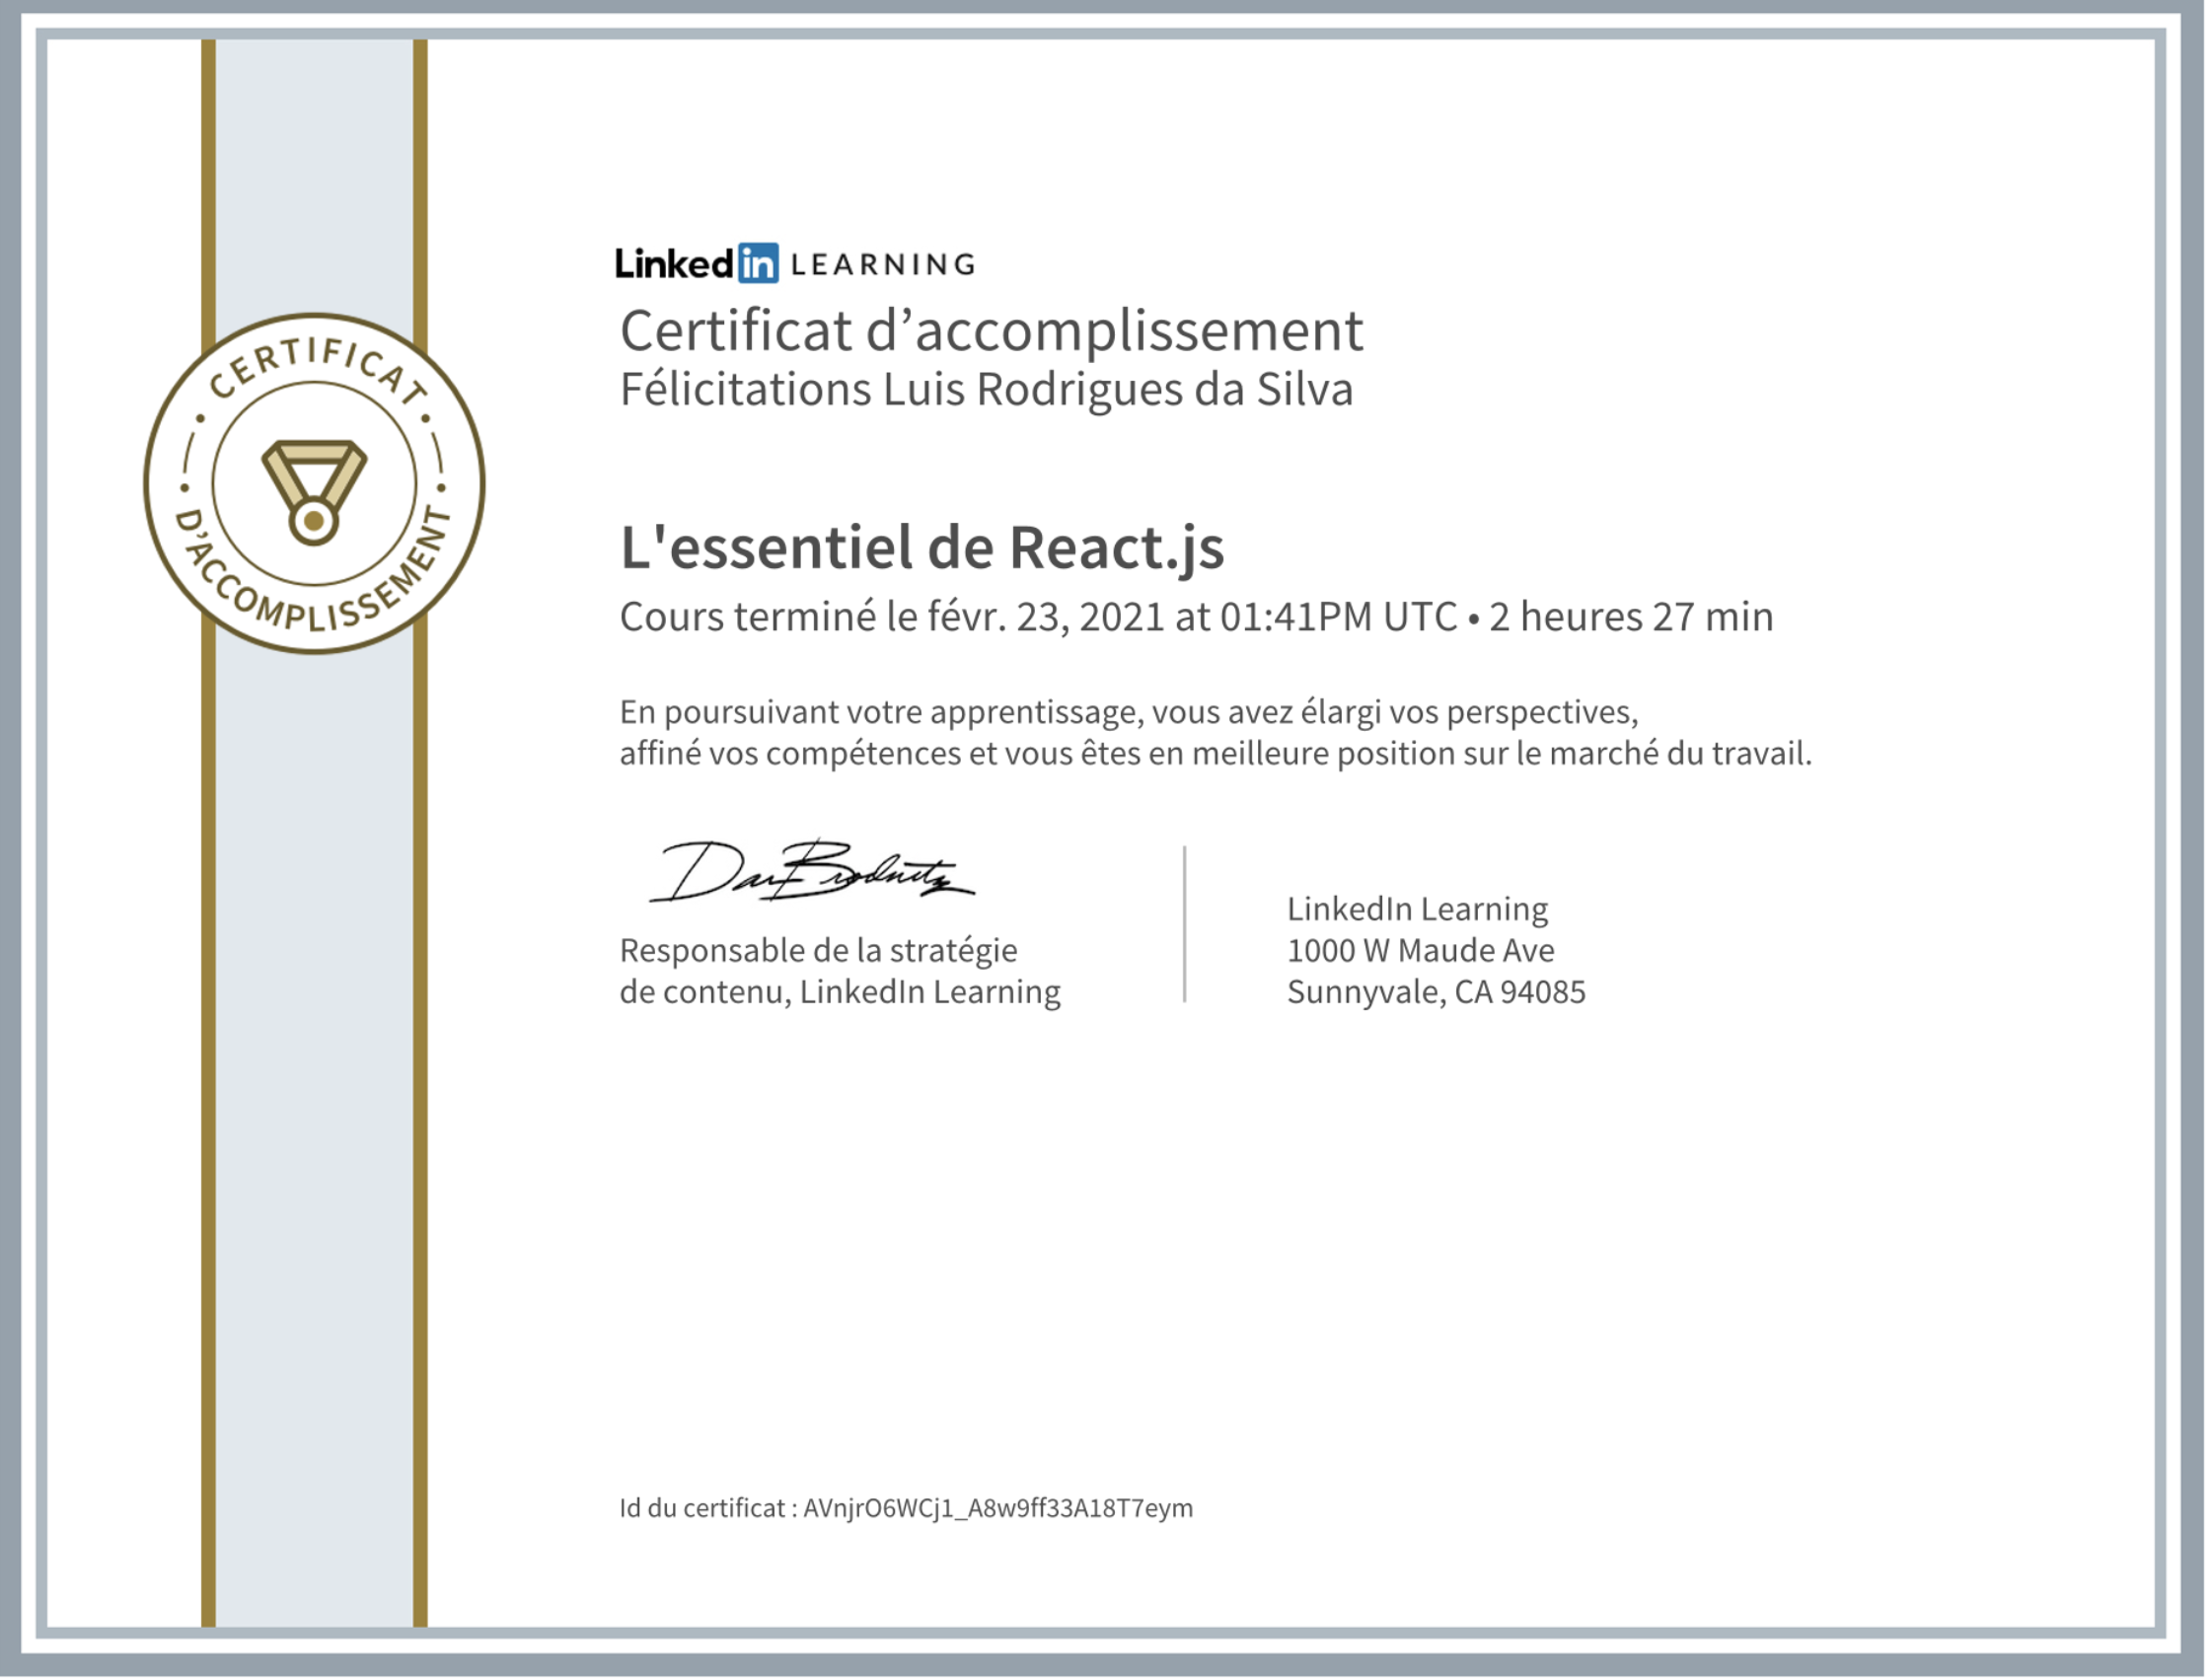 LinkedIn LEARNING
Certificat d’accomplissement
Félicitations Luis Rodrigues da Silva
CERTIFICAT
D’ACCOMPLISSEMENT
L'essentiel de React.js
Cours terminé le févr. 23, 2021 at 01:41PM UTC • 2 heures 27 min
En poursuivant votre apprentissage, vous avez élargi vos perspectives,
affiné vos compétences et vous êtes en meilleure position sur le marché du travail.
Responsable de la stratégie
de contenu, LinkedIn Learning
LinkedIn Learning
1000 W Maude Ave
Sunnyvale, CA 94085
Id du certificat : AVnjrO6WCj1_A8w9ff33A18T7eym